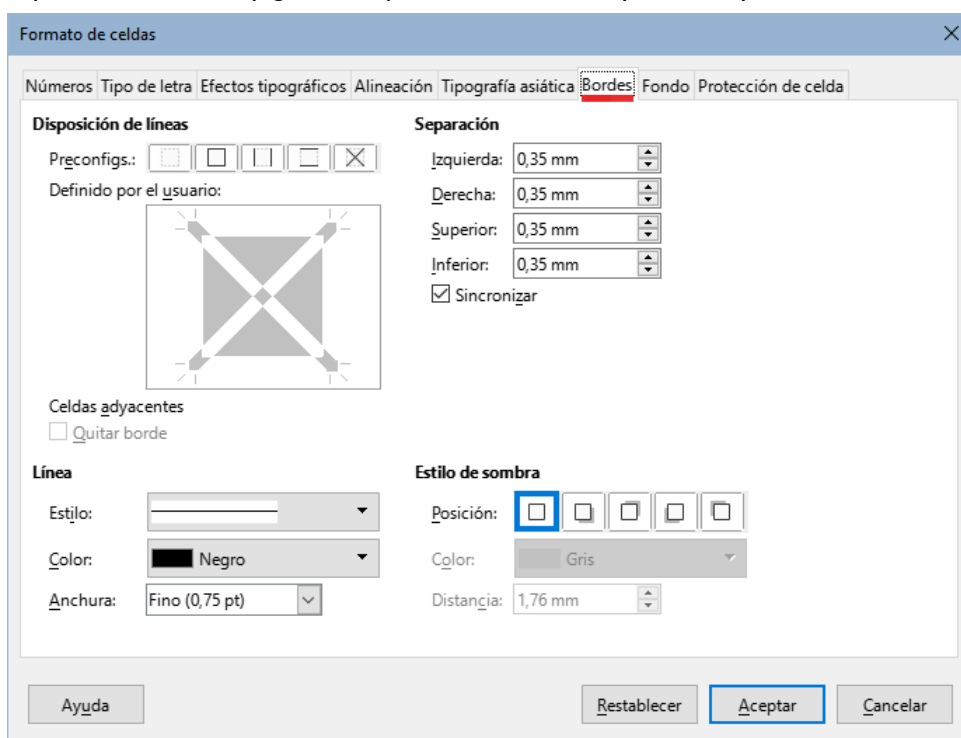 Formato de celdas
Números Tipo de letra Efectos tipográficos Alineación Tipografía asiática Bordes Fondo Protección de celda
Disposición de líneas
Preconfigs.:
Definido por el usuario:
Celdas adyacentes
Quitar borde
Separación
Izquierda: 0,35 mm
Derecha: 0,35 mm
Superior: 0,35 mm
Inferior: 0,35 mm
Sincronizar
Línea
Estilo:
Color: Negro
Anchura: Fino (0,75 pt)
Estilo de sombra
Posición:
Color: Gris
Distancia: 1,76 mm
Ayuda Restablecer Aceptar Cancelar